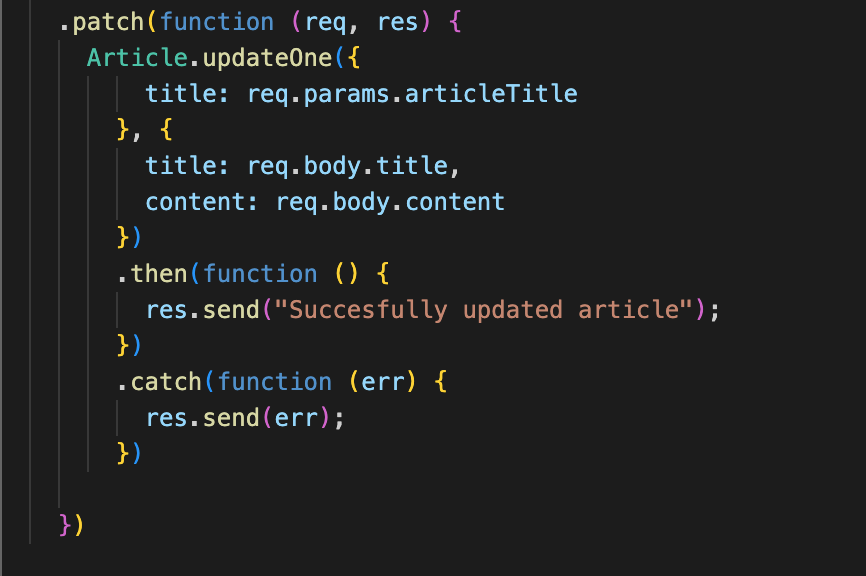 .patch(function (req, res) {
Article.updateOne({
title: req.params.articleTitle
}, {
title: req.body.title,
content: req.body.content
})
.then(function () {
res.send("Succesfully updated article");
})
.catch(function (err) {
res.send(err);
})
})